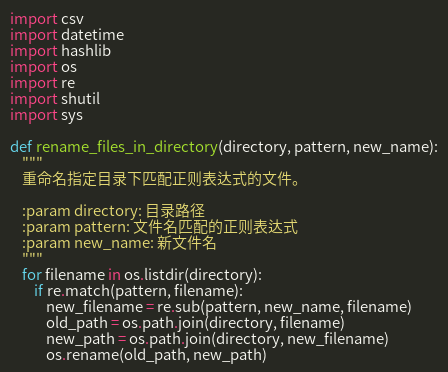 import csv
import datetime
import hashlib
import os
import re
import shutil
import sys

def rename_files_in_directory(directory, pattern, new_name):
    """
    重命名指定目录下匹配正则表达式的文件。

    :param directory: 目录路径
    :param pattern: 文件名匹配的正则表达式
    :param new_name: 新文件名
    """
    for filename in os.listdir(directory):
        if re.match(pattern, filename):
            new_filename = re.sub(pattern, new_name, filename)
            old_path = os.path.join(directory, filename)
            new_path = os.path.join(directory, new_filename)
            os.rename(old_path, new_path)